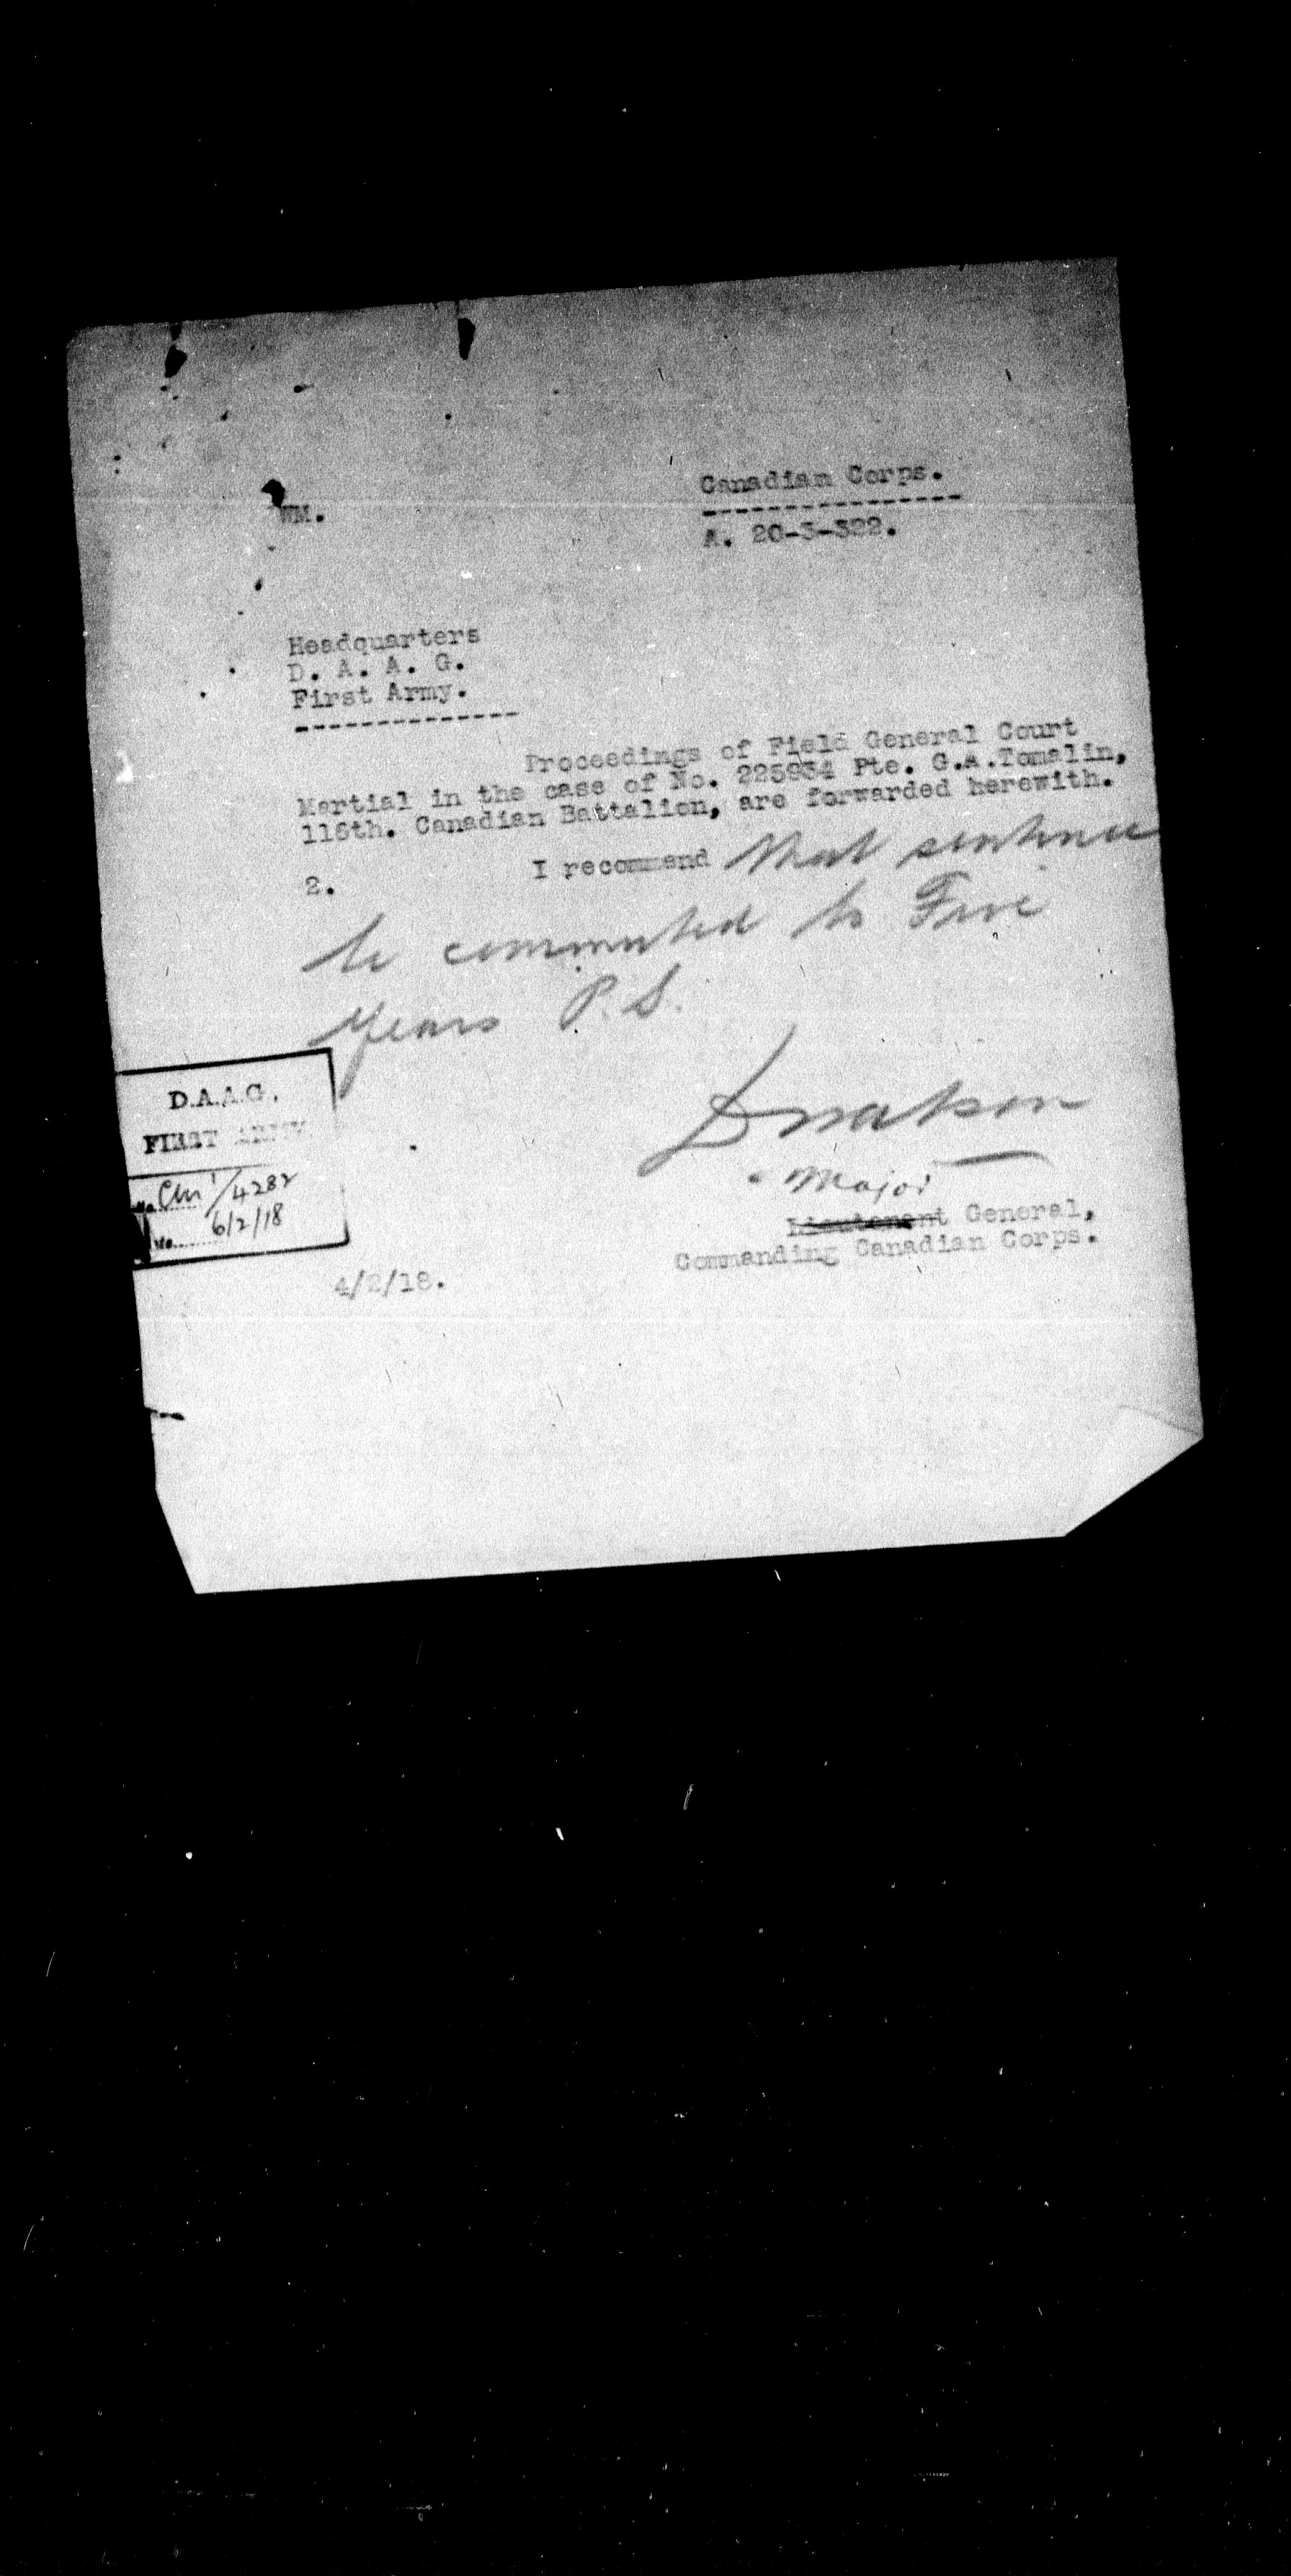 Canadian Corps.
WM.
A. 20-3-322.
Headquarters
D. A. A. G.
First Army.
Proceedings of Field General Court
Martial in the case of No. 225934 Pte. G.A.Tomalin,
116th. Canadian Battalion, are forwarded herewith.
2. I recommend that sentence
be commuted to Five
years P.S.
D.A.A.G.
FIRST ARMY
No. /4282
6/2/18
Major
Lieutenant General,
Commanding Canadian Corps.
4/2/18.